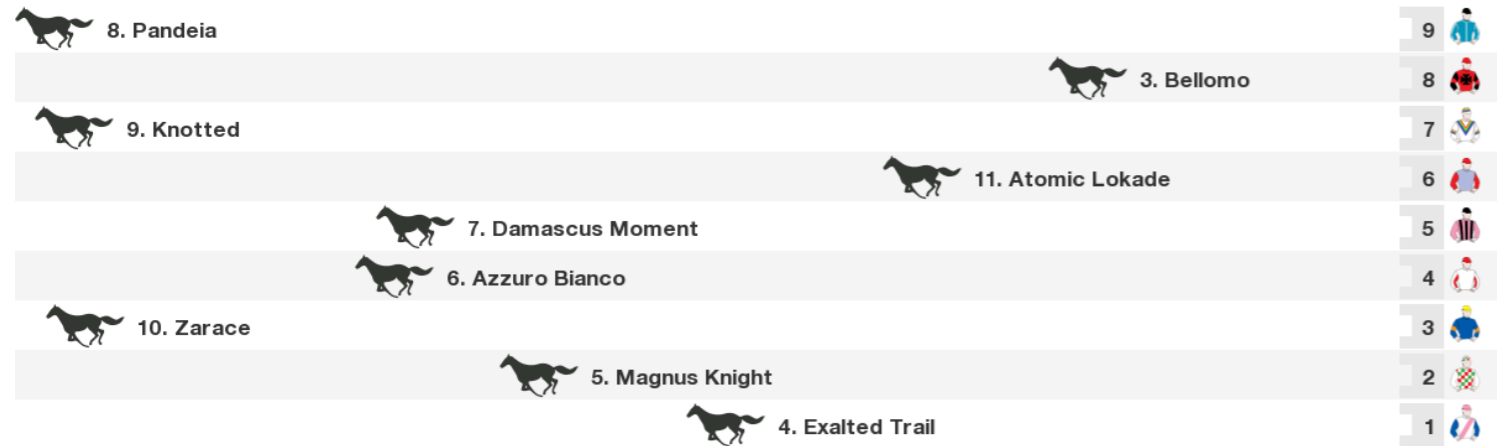 8. Pandeia 9
3. Bellomo 8
9. Knotted 7
11. Atomic Lokade 6
7. Damascus Moment 5
6. Azzuro Bianco 4
10. Zarace 3
5. Magnus Knight 2
4. Exalted Trail 1